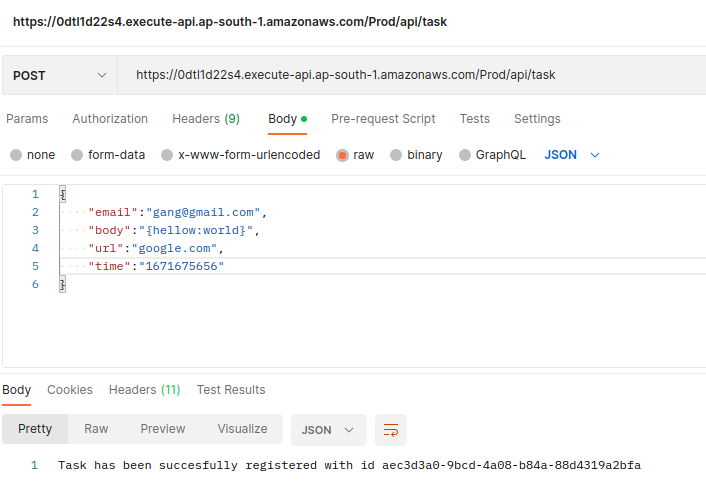 https://0dtl1d22s4.execute-api.ap-south-1.amazonaws.com/Prod/api/task
POST https://0dtl1d22s4.execute-api.ap-south-1.amazonaws.com/Prod/api/task
Params Authorization Headers (9) Body Pre-request Script Tests Settings
none form-data x-www-form-urlencoded raw binary GraphQL JSON
1 {
2 "email":"gang@gmail.com",
3 "body":"{hellow:world}",
4 "url":"google.com",
5 "time":"1671675656"
6 }
Body Cookies Headers (11) Test Results
Pretty Raw Preview Visualize JSON
1 Task has been succesfully registered with id aec3d3a0-9bcd-4a08-b84a-88d4319a2bfa